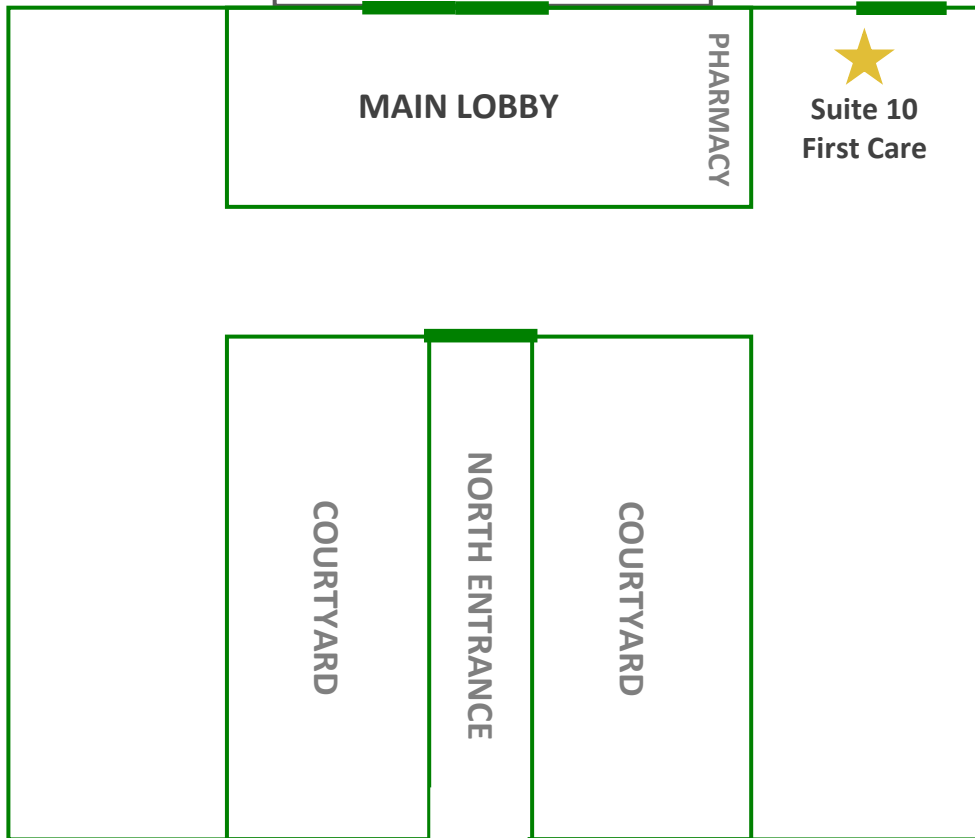 MAIN LOBBY
PHARMACY
Suite 10
First Care
COURTYARD
NORTH ENTRANCE
COURTYARD